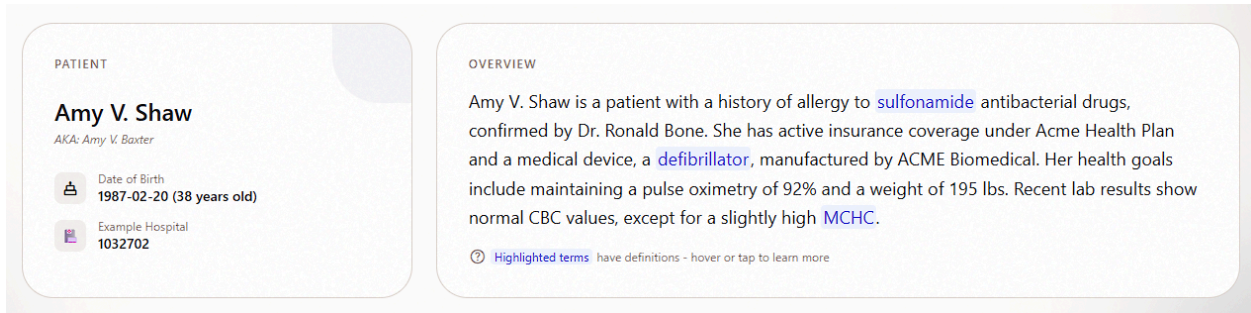 PATIENT
Amy V. Shaw
AKA: Amy V. Baxter
Date of Birth
1987-02-20 (38 years old)
Example Hospital
1032702
OVERVIEW
Amy V. Shaw is a patient with a history of allergy to sulfonamide antibacterial drugs,
confirmed by Dr. Ronald Bone. She has active insurance coverage under Acme Health Plan
and a medical device, a defibrillator, manufactured by ACME Biomedical. Her health goals
include maintaining a pulse oximetry of 92% and a weight of 195 lbs. Recent lab results show
normal CBC values, except for a slightly high MCHC.
Highlighted terms have definitions - hover or tap to learn more